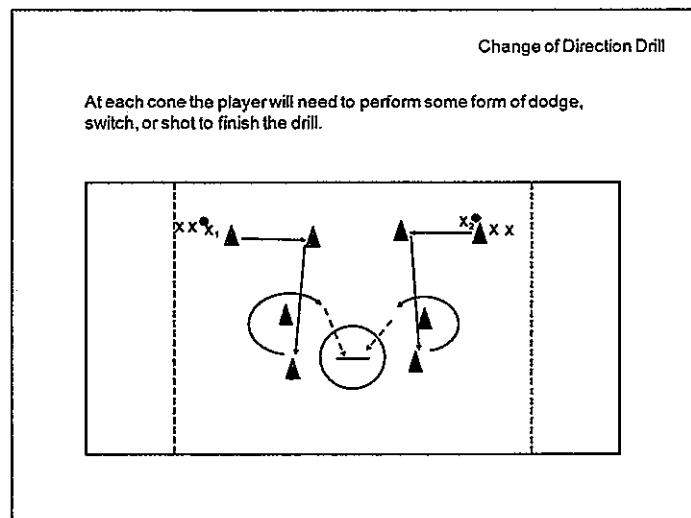 Change of Direction Drill
At each cone the player will need to perform some form of dodge,
switch, or shot to finish the drill.
X X X1
X2 X X